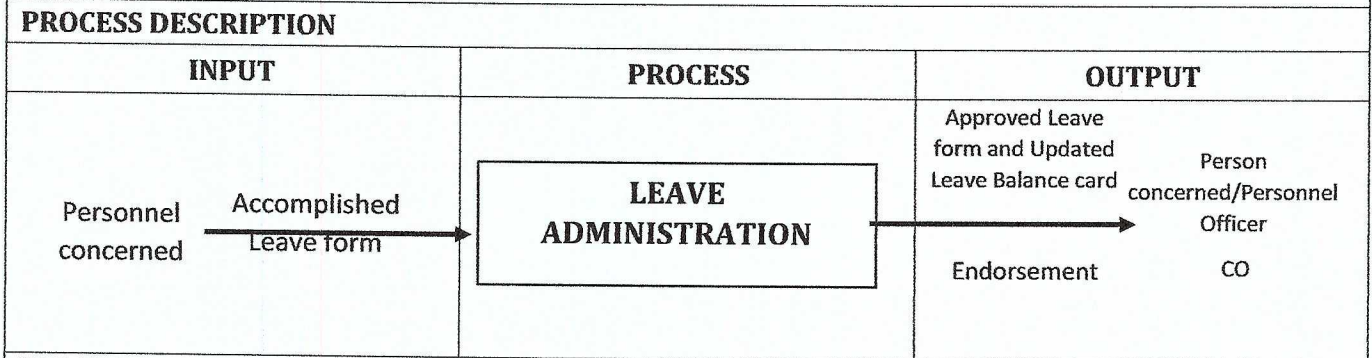 PROCESS DESCRIPTION
INPUT
PROCESS
OUTPUT
Personnel
concerned
Accomplished
Leave form
LEAVE
ADMINISTRATION
Approved Leave
form and Updated
Leave Balance card
Endorsement
Person
concerned/Personnel
Officer
CO